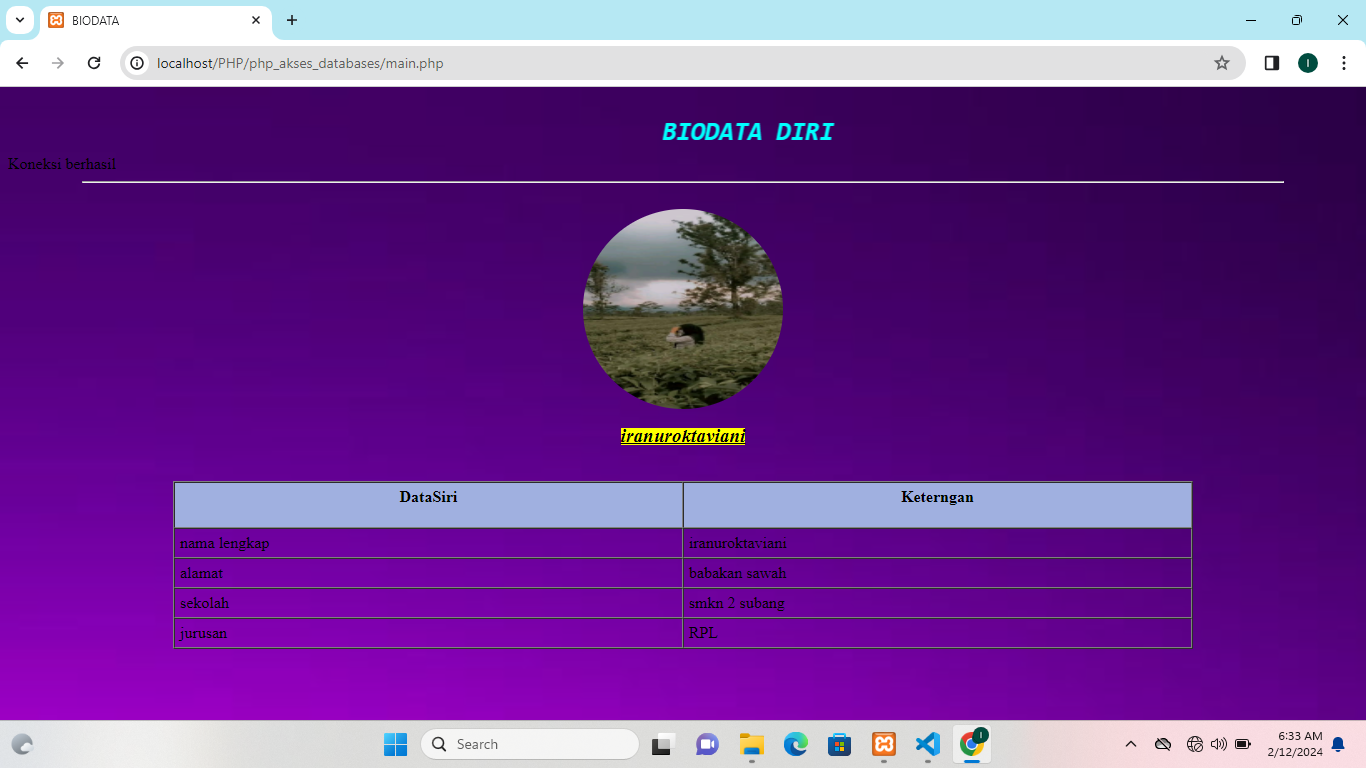 BIODATA
localhost/PHP/php_akses_databases/main.php
I
BIODATA DIRI
Koneksi berhasil
iranuroktaviani
DataSiri Keterngan
nama lengkap iranuroktaviani
alamat babakan sawah
sekolah smkn 2 subang
jurusan RPL
Search
I
6:33 AM
2/12/2024